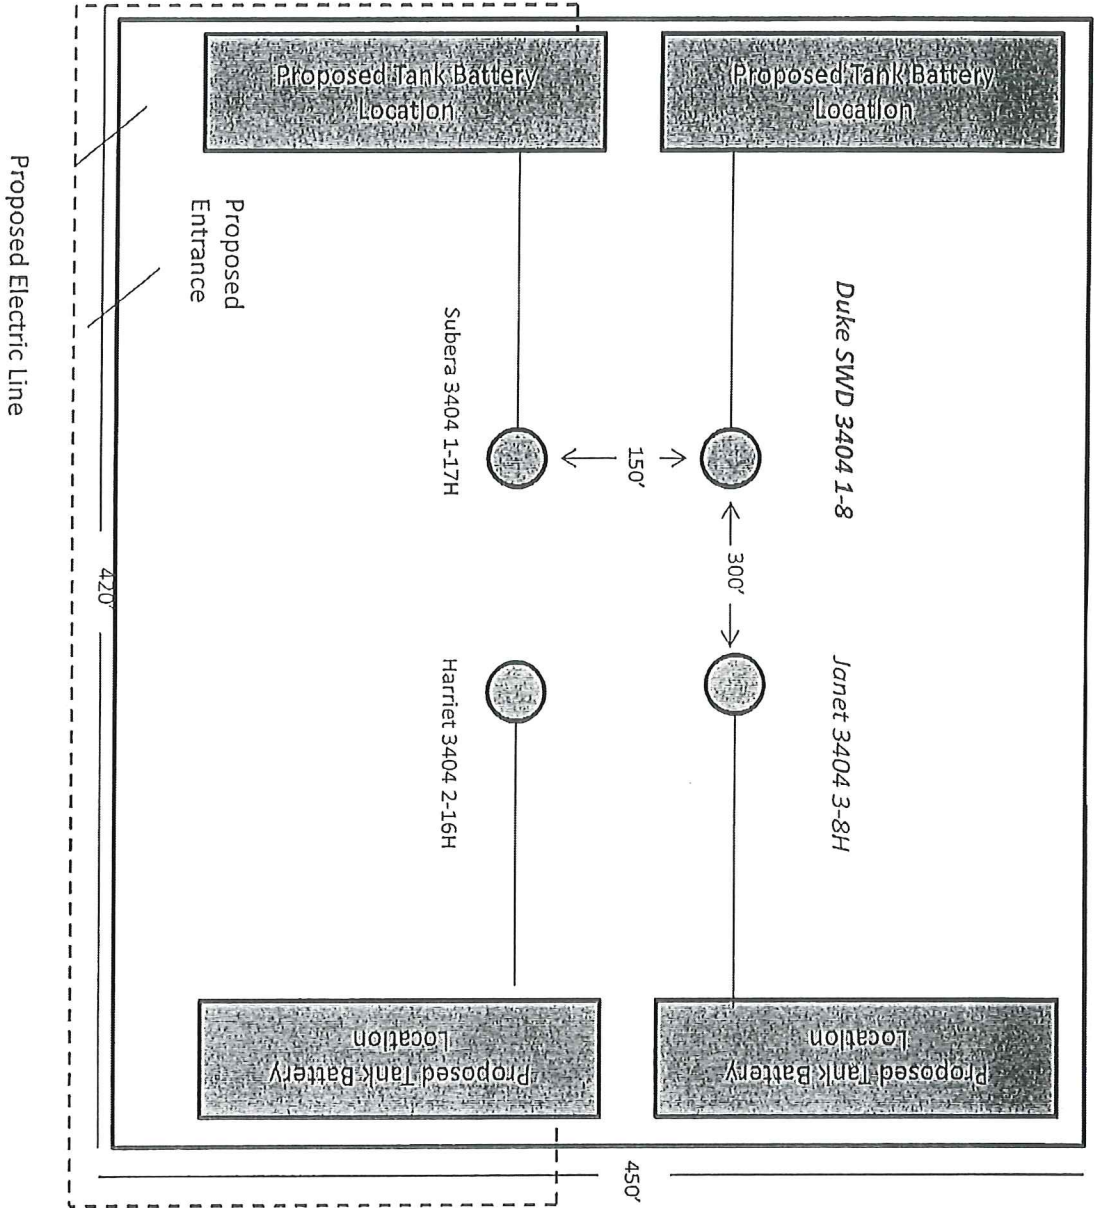 Proposed Tank Battery
Location
Proposed Tank Battery
Location
Proposed Electric Line
Proposed
Entrance
Subera 3404 1-17H
Duke SWD 3404 1-8
150'
300'
420'
Harriet 3404 2-16H
Janet 3404 3-8H
Proposed Tank Battery
Location
Proposed Tank Battery
Location
450'